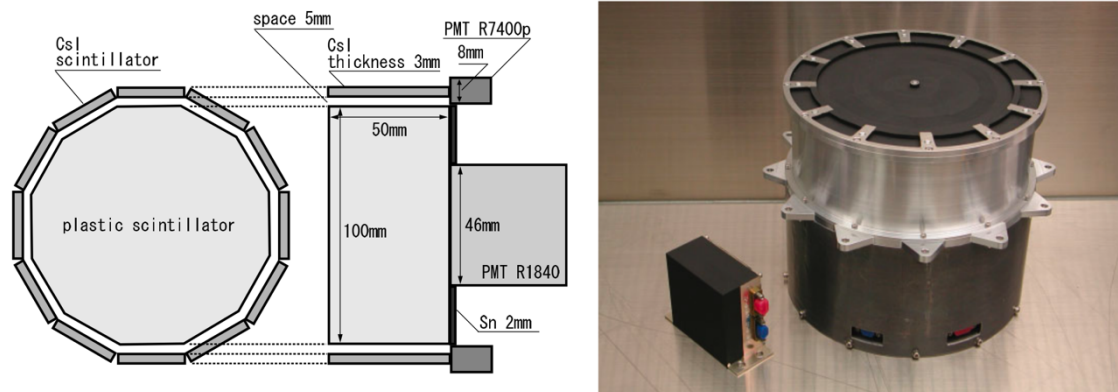 space 5mm
PMT R7400p
CsI
scintillator
CsI
thickness 3mm
8mm
50mm
plastic scintillator
100mm
46mm
PMT R1840
Sn 2mm